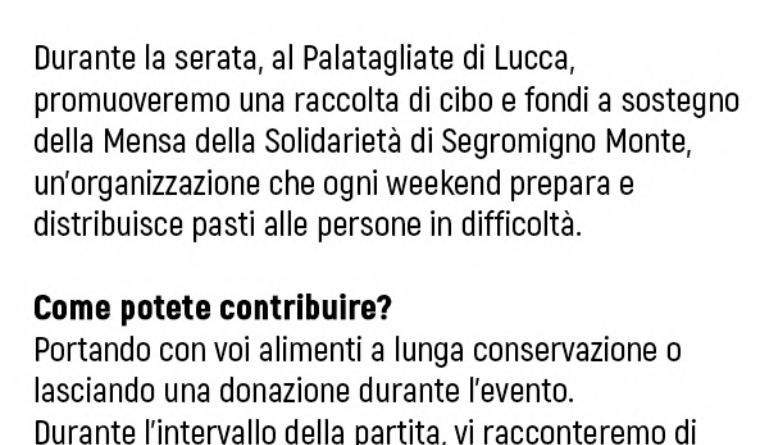 Durante la serata, al Palatagliate di Lucca,
promuoveremo una raccolta di cibo e fondi a sostegno
della Mensa della Solidarietà di Segromigno Monte,
un'organizzazione che ogni weekend prepara e
distribuisce pasti alle persone in difficoltà.
Come potete contribuire?
Portando con voi alimenti a lunga conservazione o
lasciando una donazione durante l'evento.
Durante l'intervallo della partita, vi racconteremo di